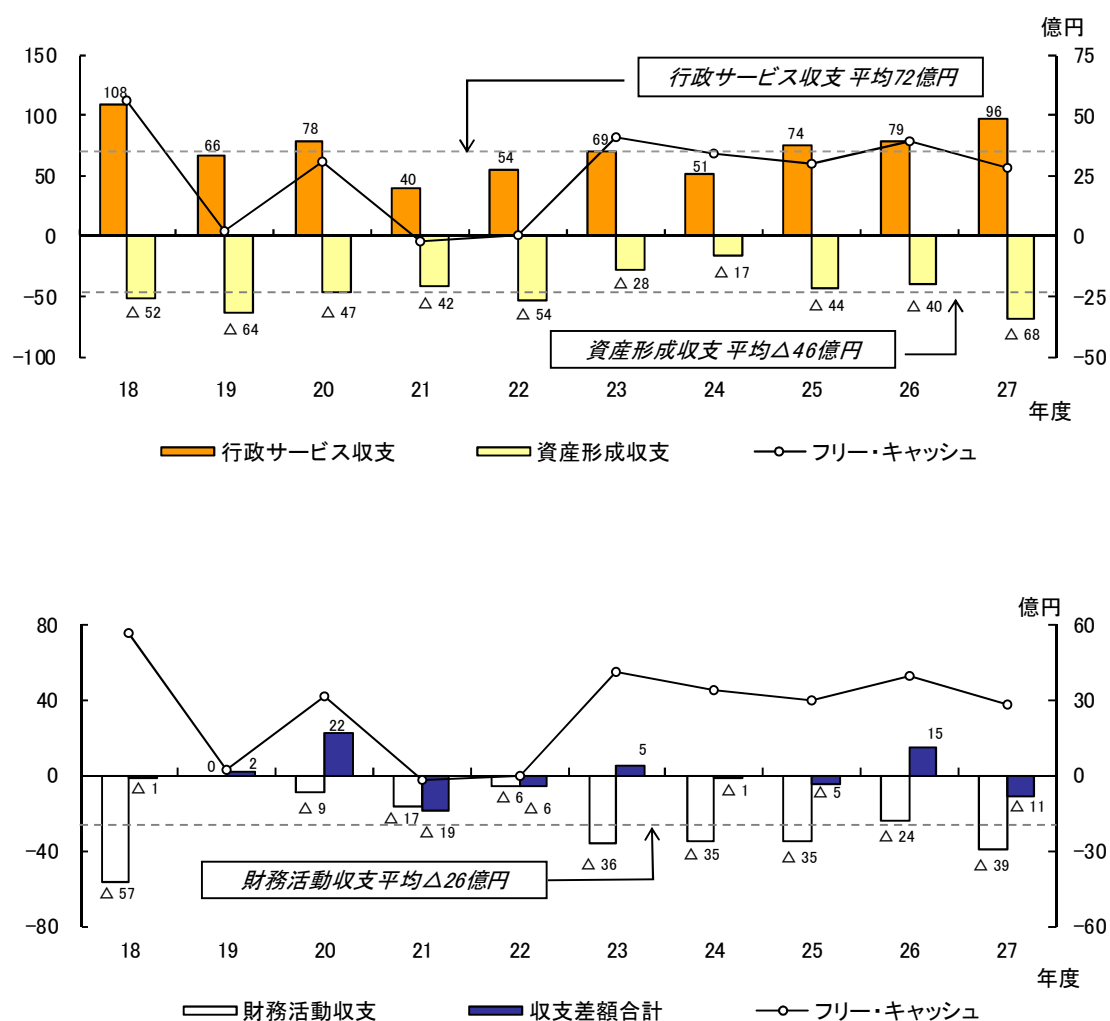 億円
150 75
行政サービス収支 平均72億円
108
100 50
66 78 40 54 69 51 74 79 96
50 25
0 0
△ 52 △ 64 △ 47 △ 42 △ 54 △ 28 △ 17 △ 44 △ 40 △ 68
-50 -25
資産形成収支 平均△46億円
-100 -50
18 19 20 21 22 23 24 25 26 27
年度
行政サービス収支 資産形成収支 フリー・キャッシュ
億円
80 60
40 30
0 2 22 5 15
0 0
△ 1 △ 9 △ 17 △ 19 △ 6 △ 6 △ 1 △ 5 △ 11
△ 57 △ 36 △ 35 △ 35 △ 24 △ 39
-40 -30
財務活動収支平均△26億円
-80 -60
18 19 20 21 22 23 24 25 26 27
年度
財務活動収支 収支差額合計 フリー・キャッシュ